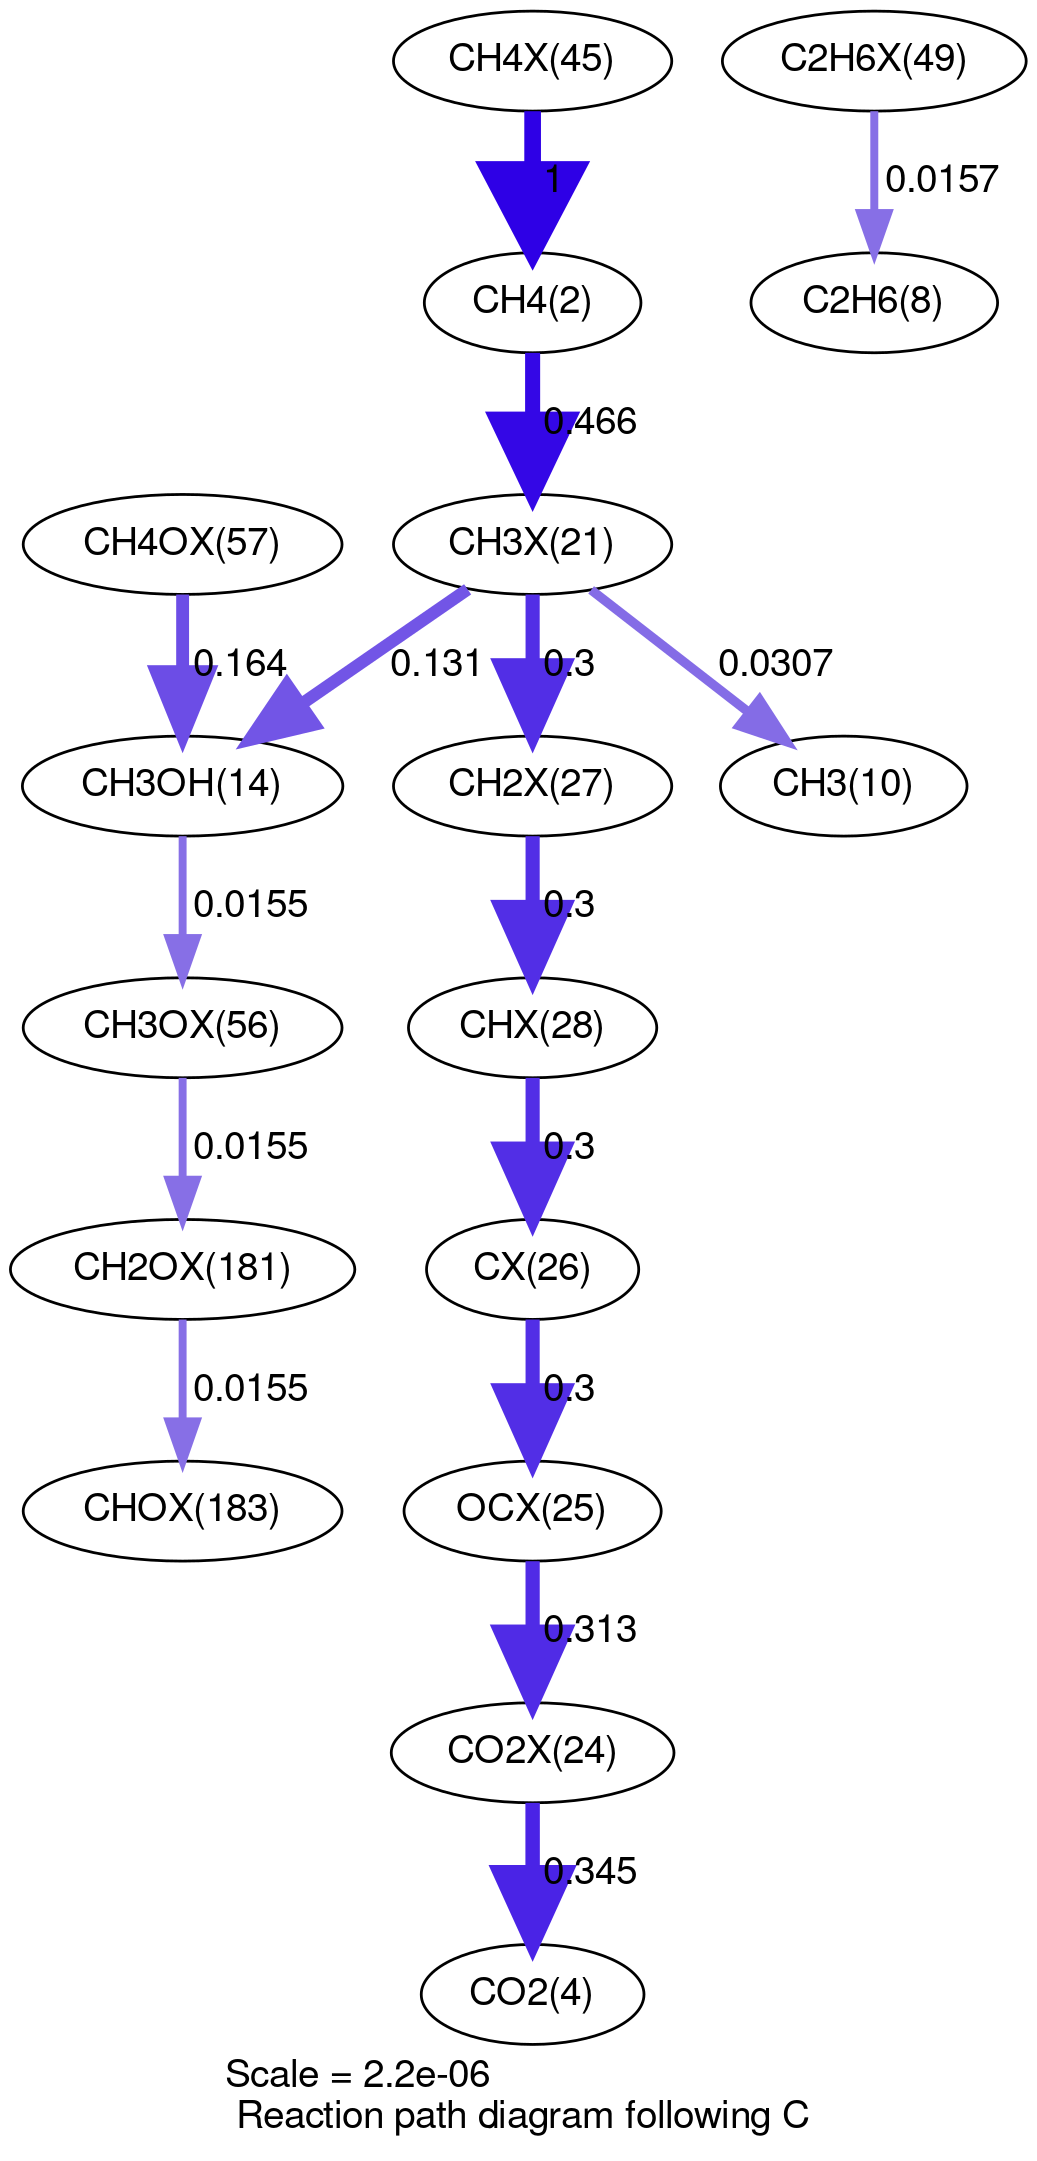 CH4X(45)
C2H6X(49)
1
0.0157
CH4(2)
C2H6(8)
0.466
CH4OX(57)
CH3X(21)
0.164
0.131
0.3
0.0307
CH3OH(14)
CH2X(27)
CH3(10)
0.0155
0.3
CH3OX(56)
CHX(28)
0.0155
0.3
CH2OX(181)
CX(26)
0.0155
0.3
CHOX(183)
OCX(25)
0.313
CO2X(24)
0.345
CO2(4)
Scale = 2.2e-06
Reaction path diagram following C